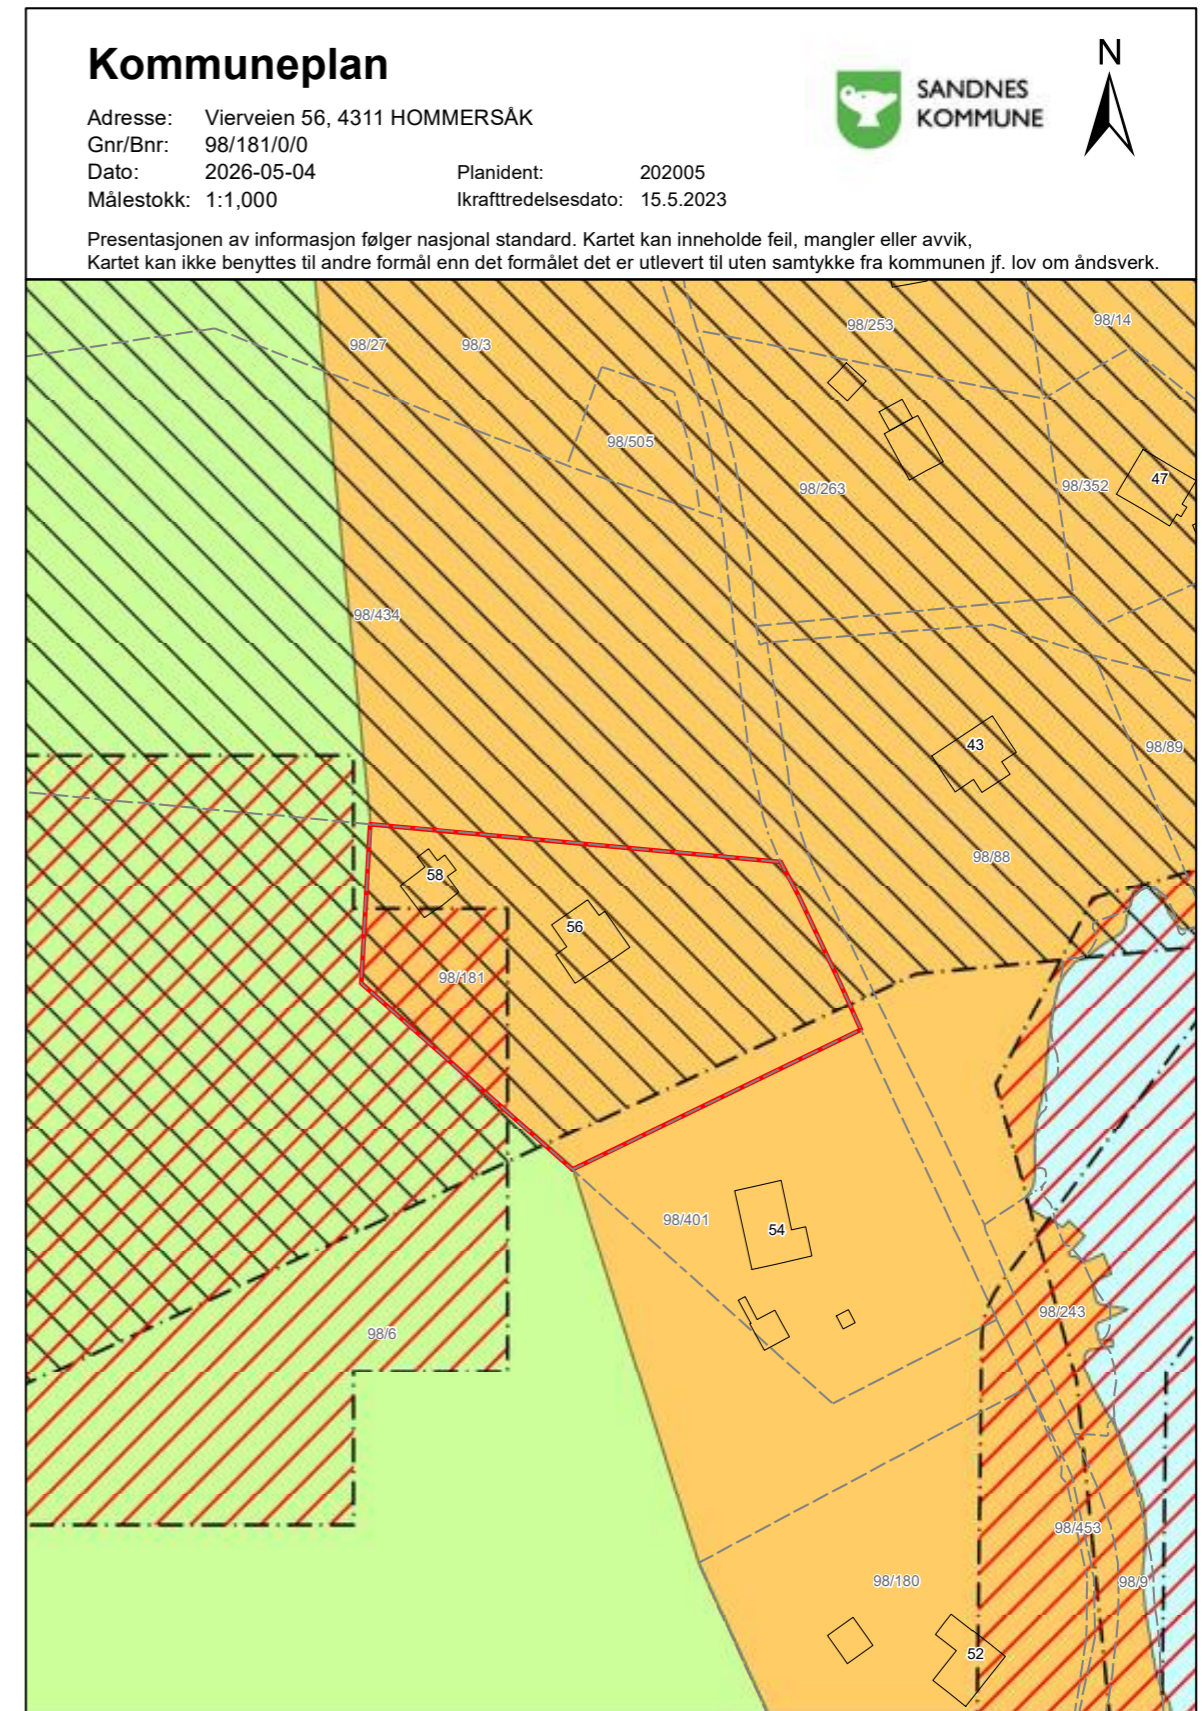 Kommuneplan
SANDNES
KOMMUNE
N
Adresse: Vierveien 56, 4311 HOMMERSÅK
Gnr/Bnr: 98/181/0/0
Dato: 2026-05-04 Planident: 202005
Målestokk: 1:1,000 Ikrafttredelsesdato: 15.5.2023
Presentasjonen av informasjon følger nasjonal standard. Kartet kan inneholde feil, mangler eller avvik,
Kartet kan ikke benyttes til andre formål enn det formålet det er utlevert til uten samtykke fra kommunen jf. lov om åndsverk.
98/14
98/253
98/27
98/3
98/505
47
98/352
98/263
98/434
43
98/89
98/88
58
56
98/181
98/401
54
98/243
98/6
98/453
98/180
98/9
52